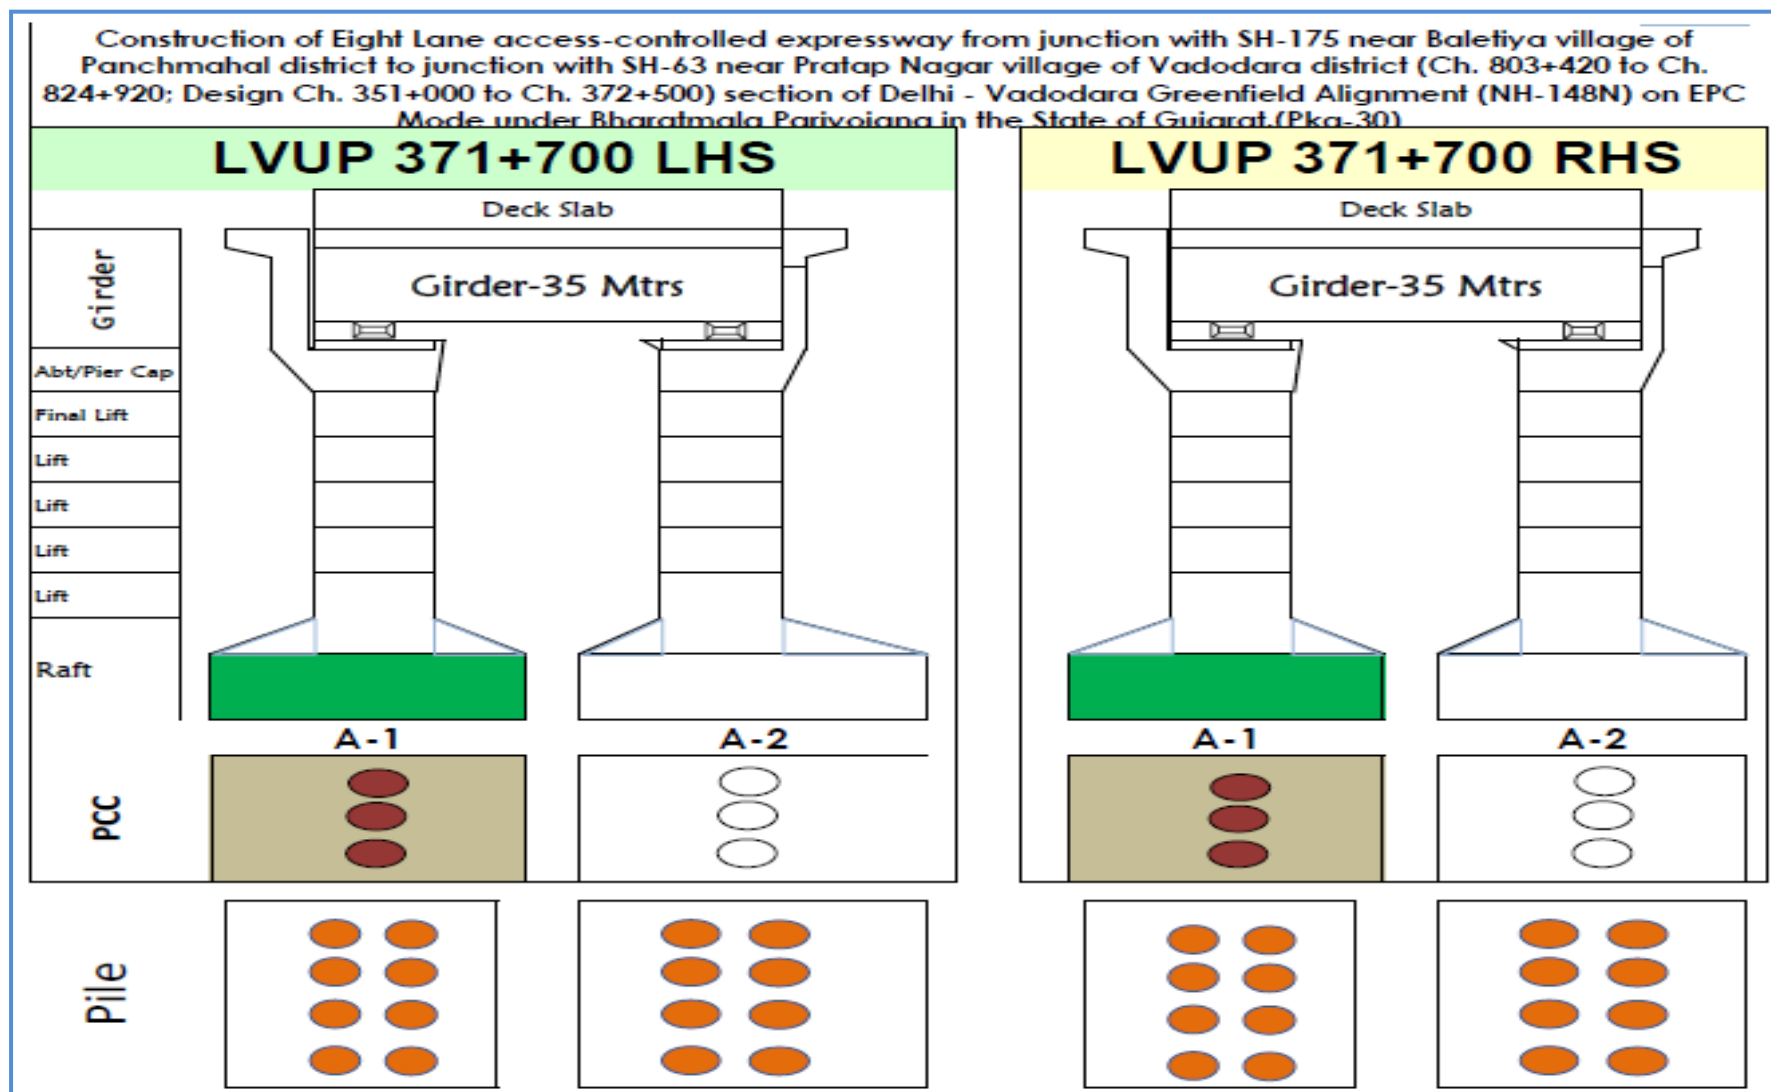 Construction of Eight Lane access-controlled expressway from junction with SH-175 near Baletiya village of
Panchmahal district to junction with SH-63 near Pratap Nagar village of Vadodara district (Ch. 803+420 to Ch.
824+920; Design Ch. 351+000 to Ch. 372+500) section of Delhi - Vadodara Greenfield Alignment (NH-148N) on EPC
Mode under Bharatmala Pariyojana in the State of Gujarat.(Pkg-30)
LVUP 371+700 LHS
LVUP 371+700 RHS
Deck Slab
Deck Slab
Girder
Girder-35 Mtrs
Girder-35 Mtrs
Abt/Pier Cap
Final Lift
Lift
Lift
Lift
Lift
Raft
A-1
A-2
A-1
A-2
PCC
Pile